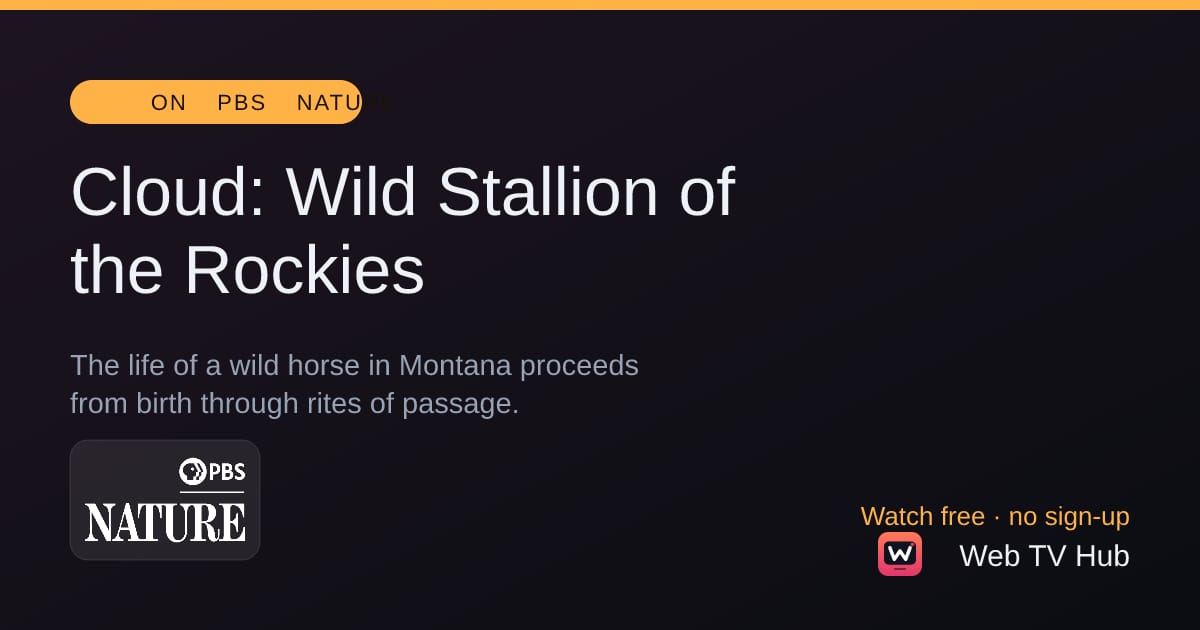 ON PBS NATU
Cloud: Wild Stallion of
the Rockies
The life of a wild horse in Montana proceeds
from birth through rites of passage.
PBS
NATURE
Watch free · no sign-up
W
Web TV Hub